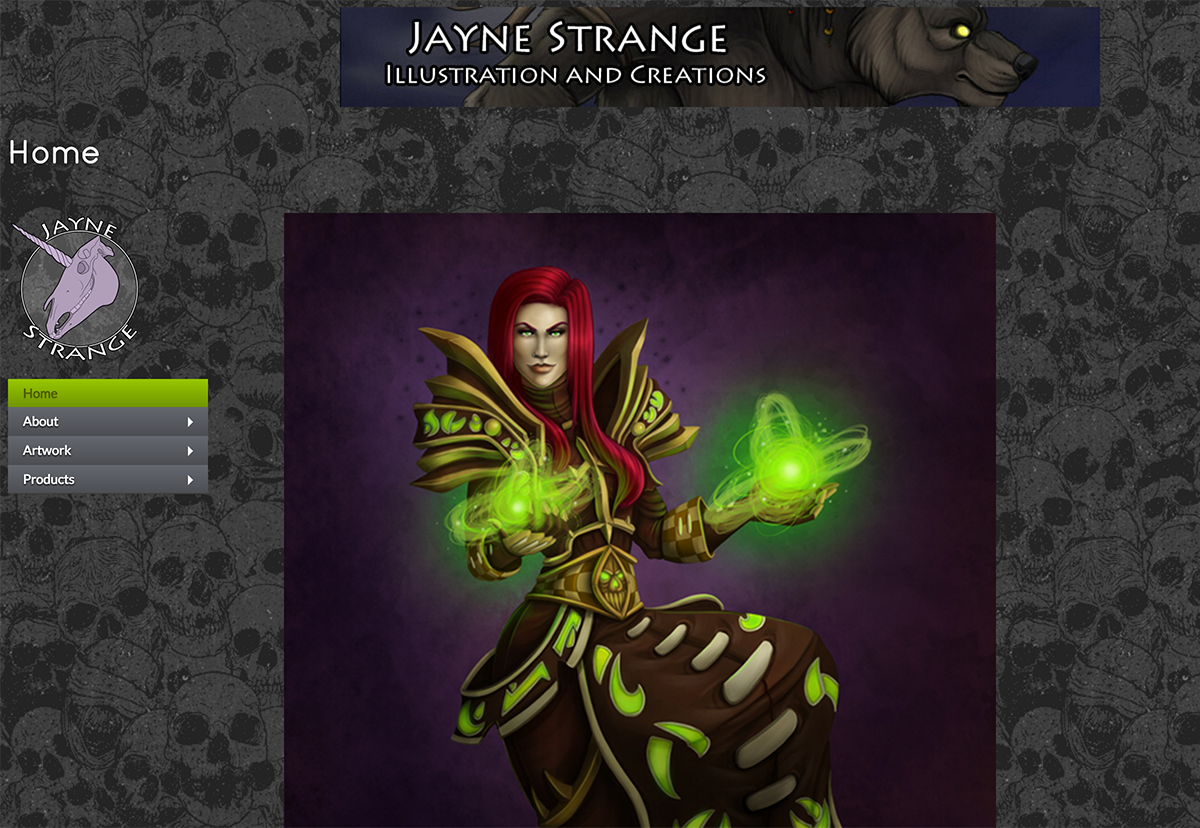 Jayne Strange
Illustration and Creations
Home
JAYNE
STRANGE
Home
About
Artwork
Products